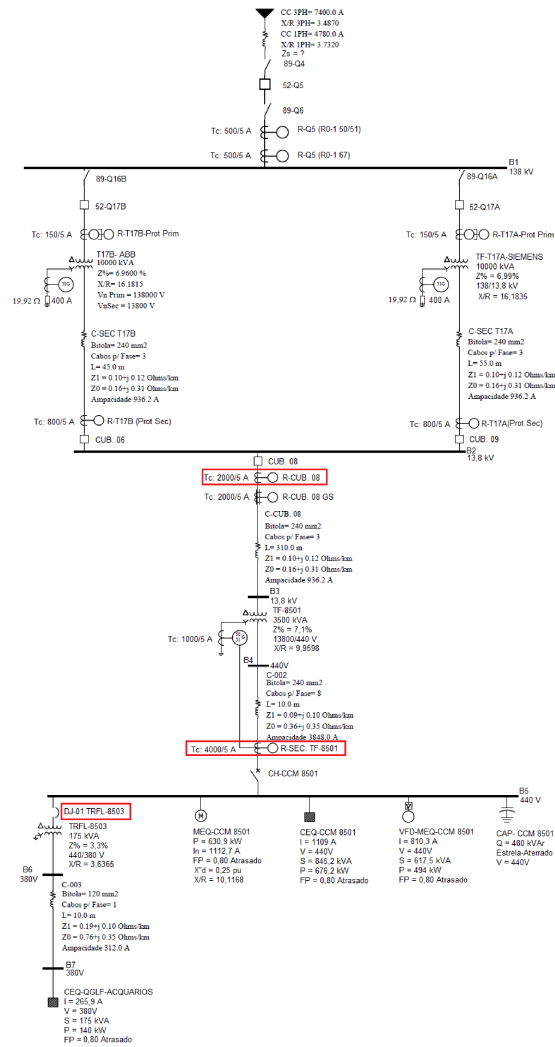 CC 3PH= 7400.0 A
X/R 3PH= 3.4870
CC 1PH= 4780.0 A
X/R 1PH= 3.7320
Zs = ?
89-Q4
52-Q5
89-Q6
Tc: 500/5 A
R-Q5 (R0-1 50/51)
Tc: 500/5 A
R-Q5 (R0-1 67)
B1
138 kV
89-Q16B
89-Q16A
52-Q17B
52-Q17A
Tc: 150/5 A
R-T17B-Prot Prim
Tc: 150/5 A
R-T17A-Prot Prim
T17B- ABB
10000 kVA
Z%= 6.9600 %
X/R= 16.1815
Vn Prim = 138000 V
VnSec = 13800 V
19,92 Ω
400 A
TF-T17A-SIEMENS
10000 kVA
Z% = 6,99%
138/13,8 kV
X/R = 16,1835
19,92 Ω
400 A
C-SEC T17B
Bitola= 240 mm2
Cabos p/ Fase= 3
L= 45.0 m
Z1 = 0.10+j 0.12 Ohms/km
Z0 = 0.16+j 0.31 Ohms/km
Ampacidade 936.2 A
C-SEC T17A
Bitola= 240 mm2
Cabos p/ Fase= 3
L= 55.0 m
Z1 = 0.10+j 0.12 Ohms/km
Z0 = 0.16+j 0.31 Ohms/km
Ampacidade 936.2 A
Tc: 800/5 A
R-T17B (Prot Sec)
Tc: 800/5 A
R-T17A(Prot Sec)
CUB. 06
CUB. 09
B2
13,8 kV
CUB. 08
Tc: 2000/5 A
R-CUB. 08
Tc: 2000/5 A
R-CUB. 08 GS
C-CUB. 08
Bitola= 240 mm2
Cabos p/ Fase= 3
L= 310.0 m
Z1 = 0.10+j 0.12 Ohms/km
Z0 = 0.16+j 0.31 Ohms/km
Ampacidade 936.2 A
B3
13,8 kV
TF-8501
3500 kVA
Z% = 7,1%
13800/440 V
X/R = 9,9598
Tc: 1000/5 A
G
B4
440V
C-002
Bitola= 240 mm2
Cabos p/ Fase= 8
L= 10.0 m
Z1 = 0.09+j 0.10 Ohms/km
Z0 = 0.36+j 0.35 Ohms/km
Ampacidade 3848.0 A
Tc: 4000/5 A
R-SEC. TF-8501
CH-CCM 8501
B5
440 V
DJ-01 TRFL-8503
TRFL-8503
175 kVA
Z% = 3,3%
440/380 V
X/R = 3,6365
M
MEQ-CCM 8501
P = 630,9 kW
In = 1112,7 A
FP = 0,80 Atrasado
X"d = 0,25 pu
X/R = 10,1168
CEQ-CCM 8501
I = 1109 A
V = 440V
S = 845,2 kVA
P = 676,2 kW
FP = 0,80 Atrasado
VFD-MEQ-CCM 8501
I = 810,3 A
V = 440V
S = 617,5 kVA
P = 494 kW
FP = 0,80 Atrasado
CAP- CCM 8501
Q = 480 kVAr
Estrela-Aterrado
V = 440V
B6
380V
C-003
Bitola= 120 mm2
Cabos p/ Fase= 1
L= 10.0 m
Z1 = 0.19+j 0.10 Ohms/km
Z0 = 0.76+j 0.35 Ohms/km
Ampacidade 312.0 A
B7
380V
CEQ-QGLF-ACQUARIOS
I = 265,9 A
V = 380V
S = 175 kVA
P = 140 kW
FP = 0,80 Atrasado